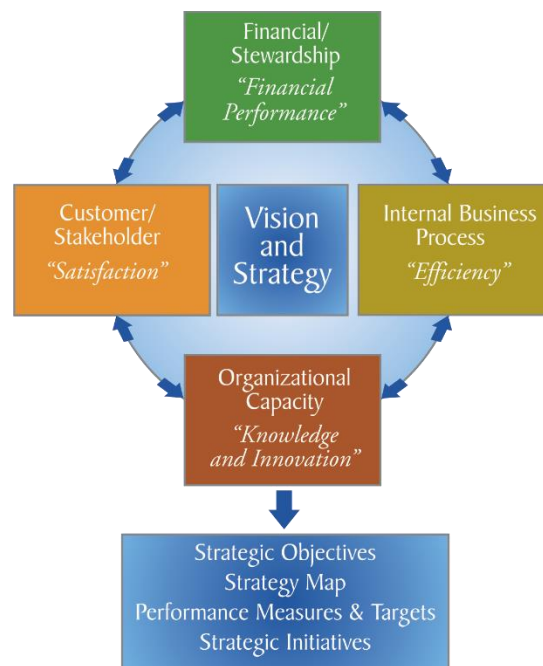 Financial/
Stewardship
“Financial
Performance”
Customer/
Stakeholder
“Satisfaction”
Vision
and
Strategy
Internal Business
Process
“Efficiency”
Organizational
Capacity
“Knowledge
and Innovation”
Strategic Objectives
Strategy Map
Performance Measures & Targets
Strategic Initiatives